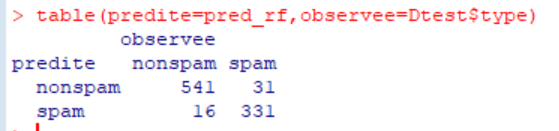 > table(predite=pred_rf,observee=Dtest$type)
observee
predite nonspam spam
nonspam 541 31
spam 16 331
>